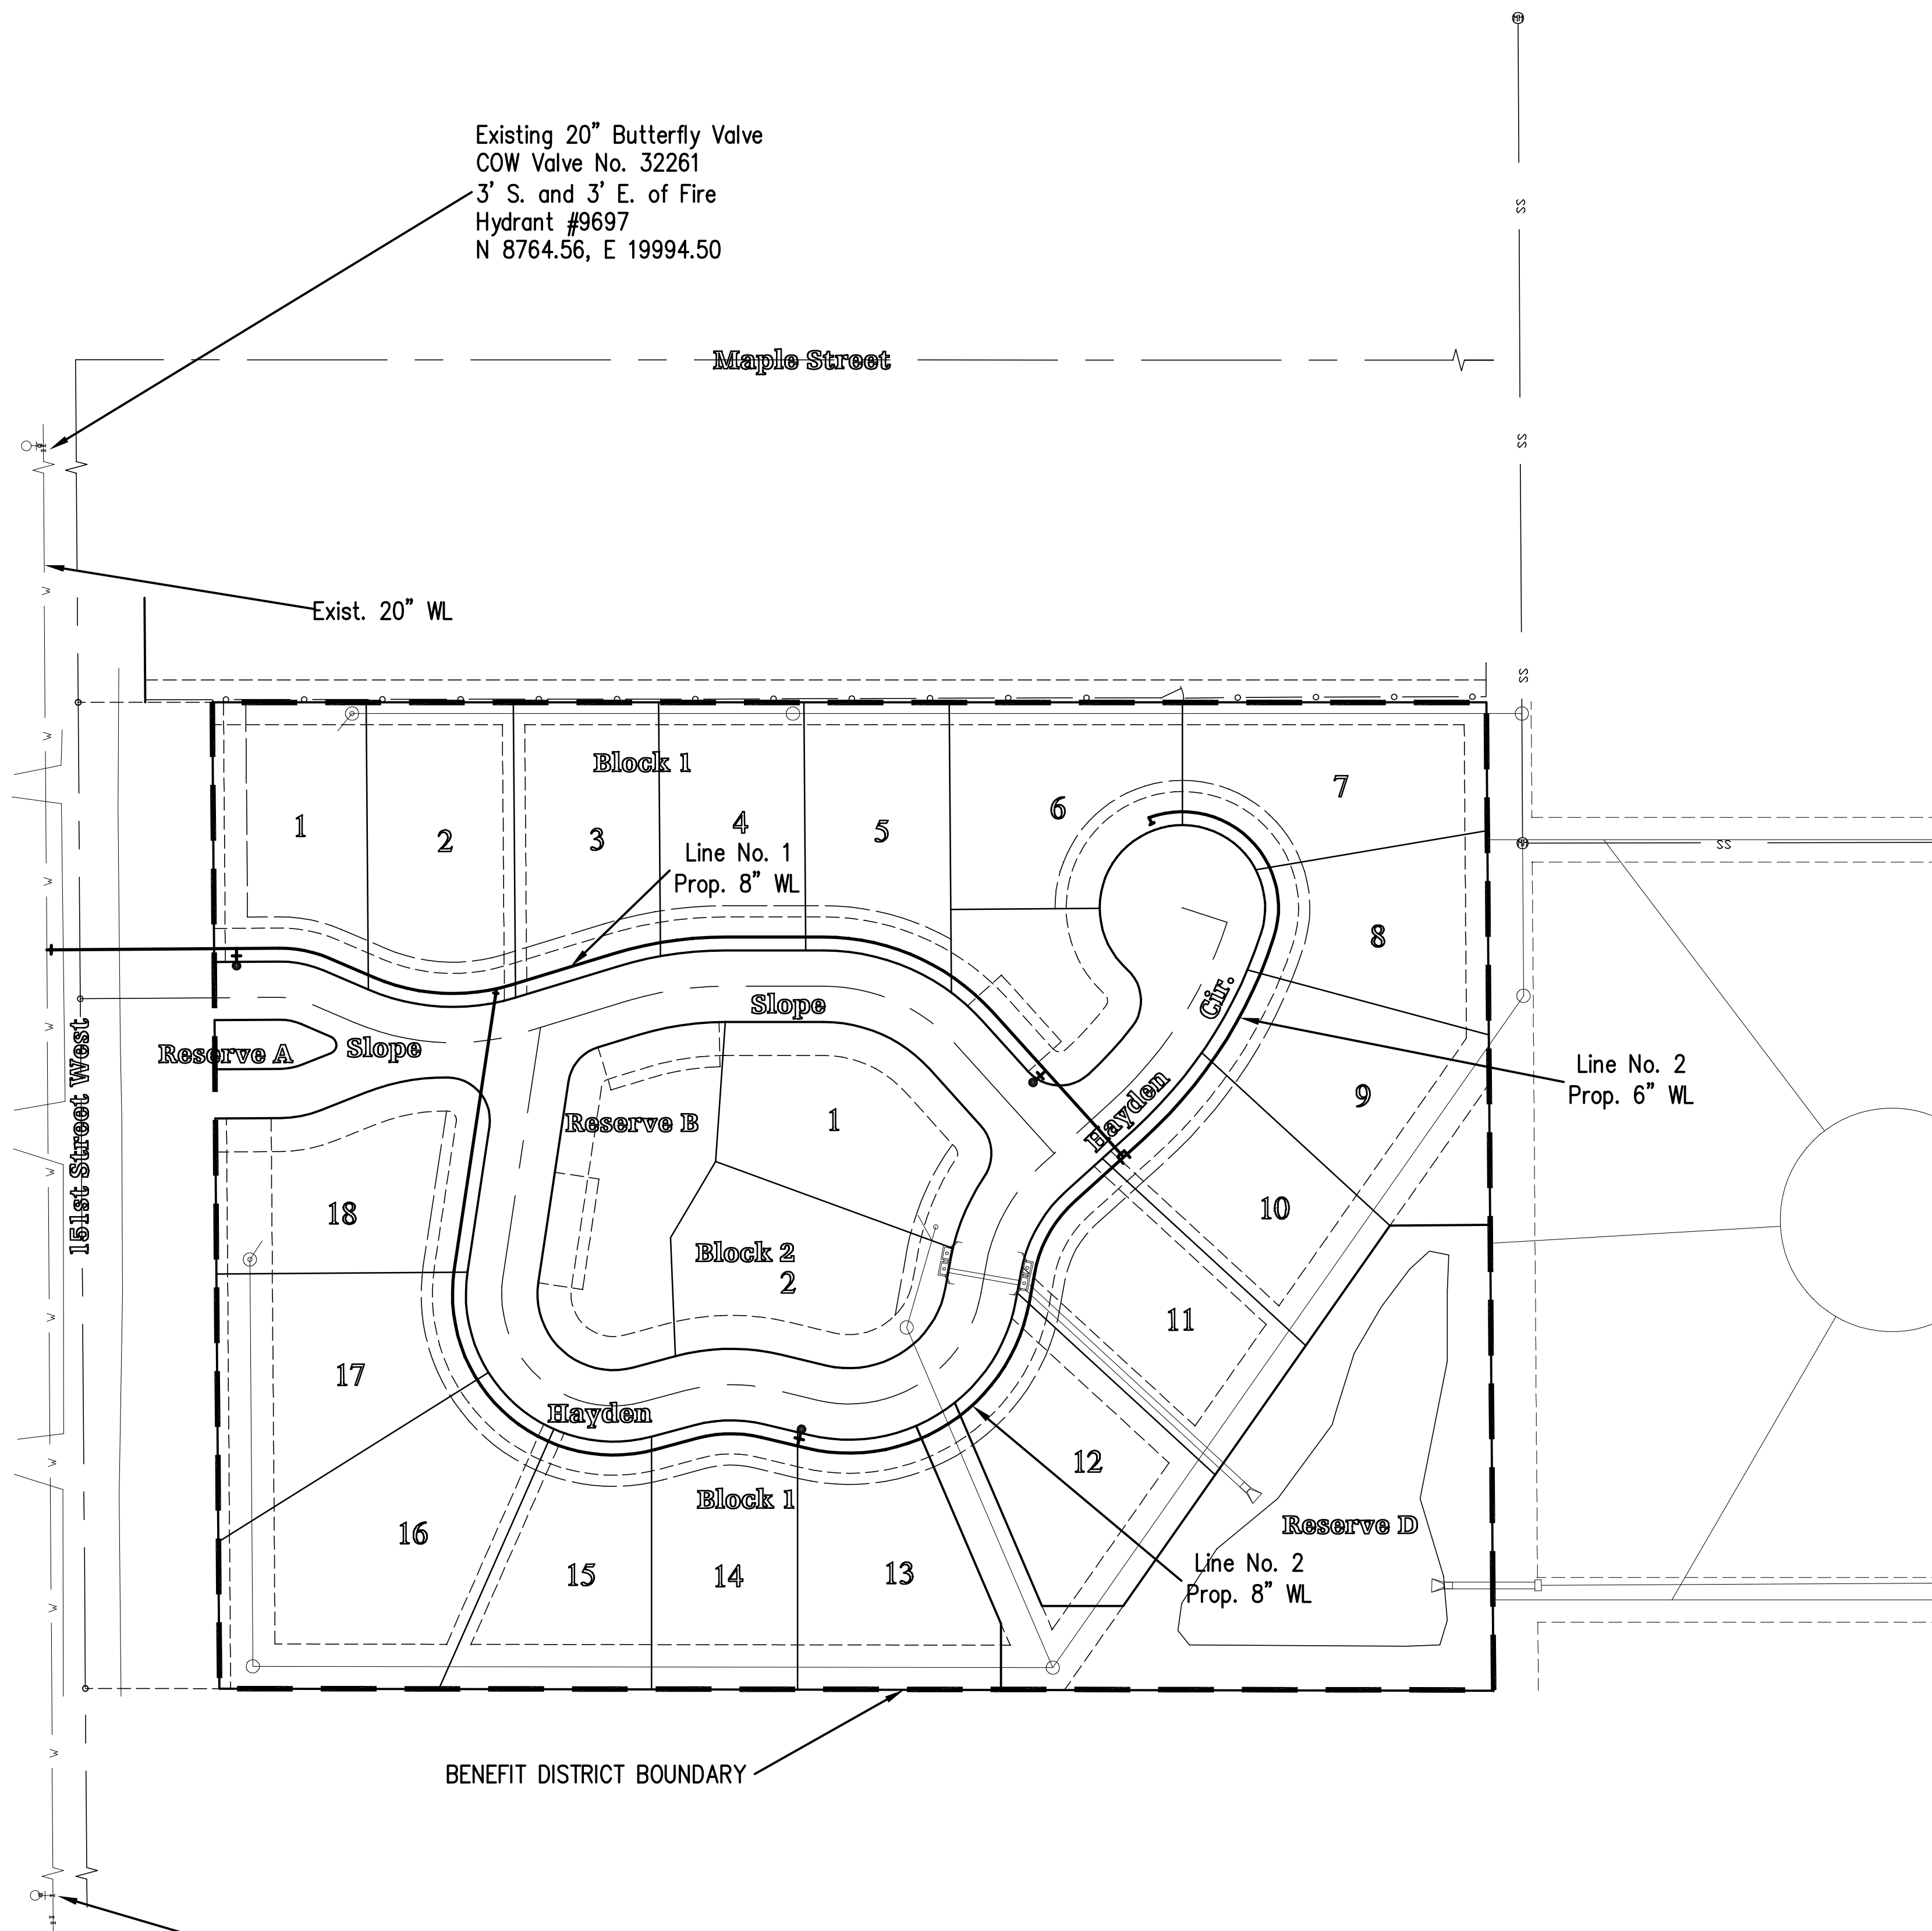 MH
SS
Existing 20” Butterfly Valve
COW Valve No. 32261
3’ S. and 3’ E. of Fire
Hydrant #9697
N 8764.56, E 19994.50
Maple Street
SS
W
Exist. 20” WL
SS
Block 1
1
2
3
4
5
6
7
8
Line No. 1
Prop. 8” WL
MH
SS
W
W
W
W
Slope
Cir.
Reserve A
Slope
Line No. 2
Prop. 6” WL
151st Street West
Reserve B
1
Hayden
9
10
W
18
Block 2
2
11
W
17
Hayden
12
W
Block 1
16
15
14
13
Reserve D
Line No. 2
Prop. 8” WL
W
W
BENEFIT DISTRICT BOUNDARY